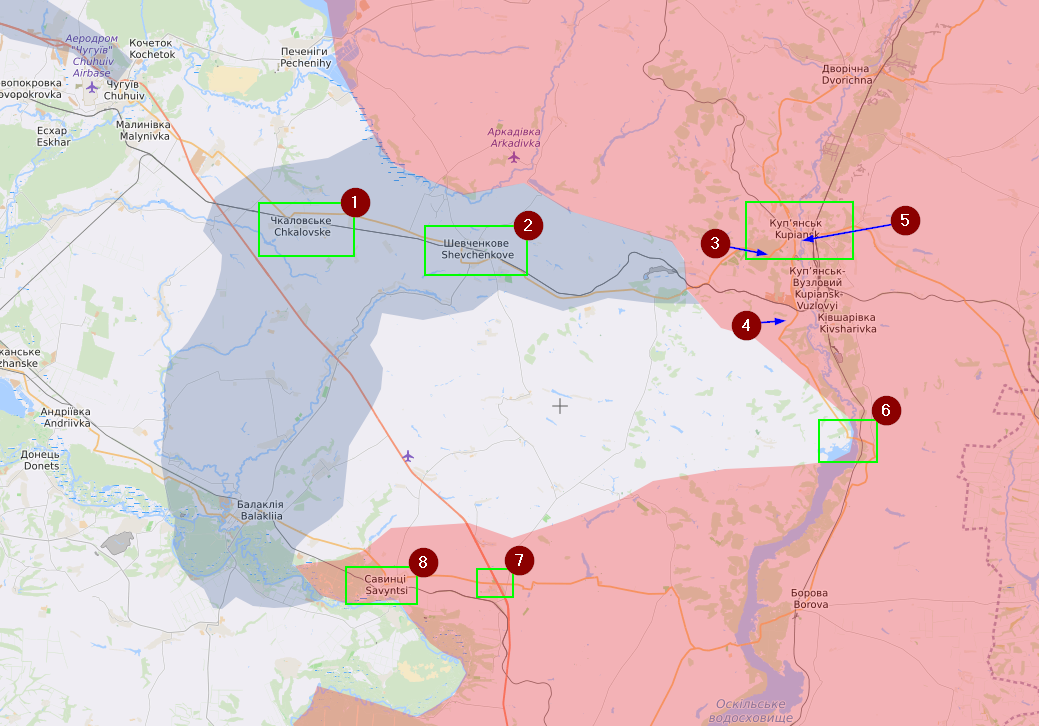 Аеродром
"Чугуїв"
Chuhuiv
Airbase
Кочеток
Kochetok
Печеніги
Pechenihy
вопокровка
ovopokrovka
Чугуїв
Chuhuiv
Есхар
Eskhar
Малинівка
Malynivka
Аркадівка
Arkadivka
Дворічна
Dvorichna
1
Чкаловське
Chkalovske
2
Шевченкове
Shevchenkove
3
Куп'янськ
Kupiansk
5
Куп'янськ-
Вузловий
Kupiansk-
Vuzlovyi
4
Ківшарівка
Kivsharivka
канське
zhanske
Андріївка
Andriivka
6
Донець
Donets
Балаклія
Balakliia
8
Савинці
Savyntsi
7
Борова
Borova
Оскільське
водосховище